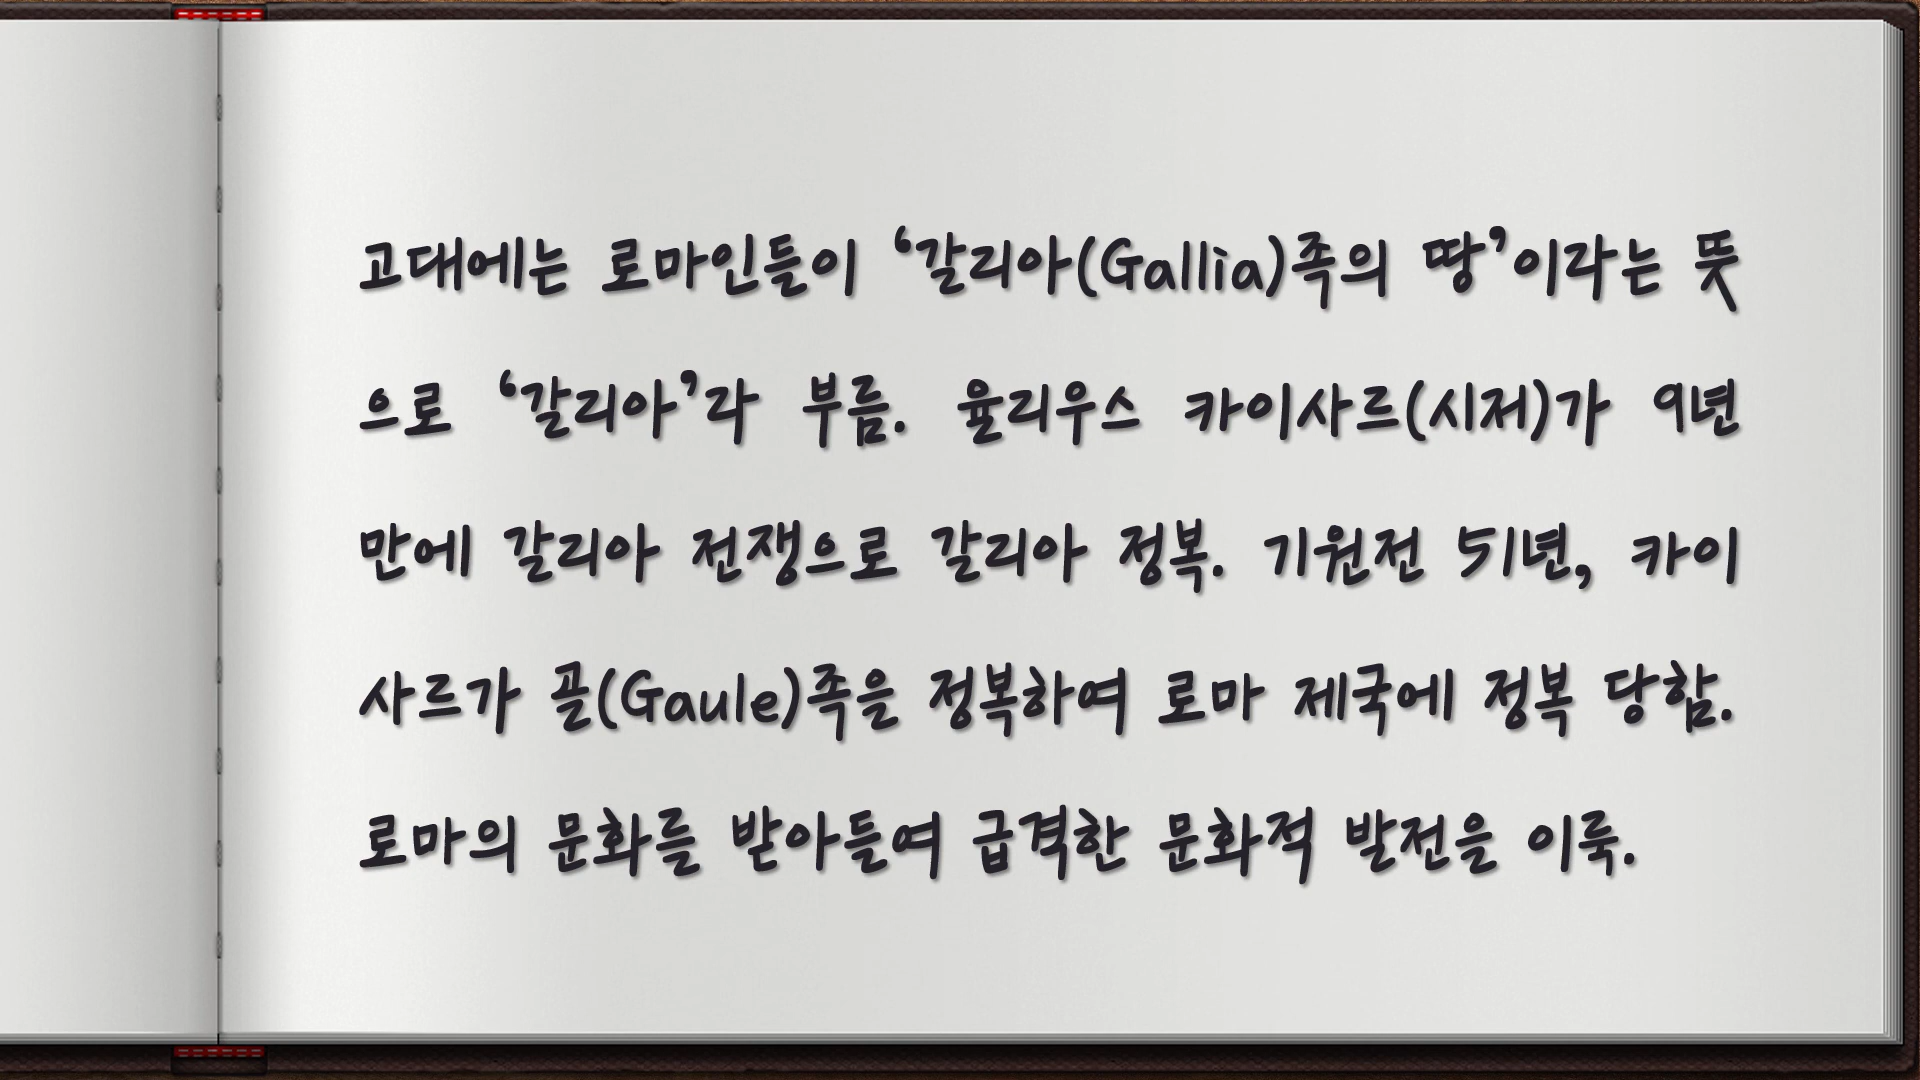 고대에는 로마인들이 ‘갈리아(Gallia)족의 땅’이라는 뜻
으로 ‘갈리아’라 부름. 율리우스 카이사르(시저)가 9년
만에 갈리아 전쟁으로 갈리아 정복. 기원전 51년, 카이
사르가 골(Gaule)족을 정복하여 로마 제국에 정복 당함.
로마의 문화를 받아들여 급격한 문화적 발전을 이룩.